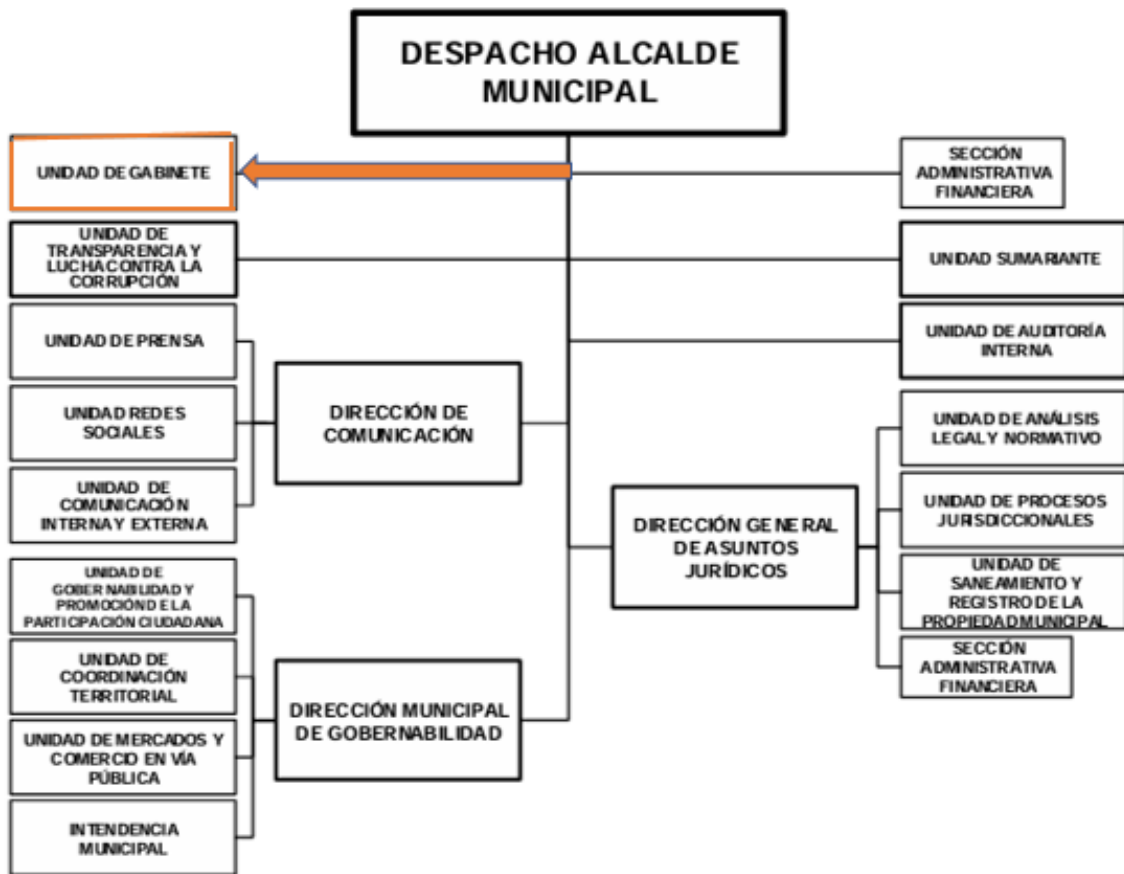 DESPACHO ALCALDE
MUNICIPAL
UNIDAD DE GABINETE
SECCIÓN
ADMINISTRATIVA
FINANCIERA
UNIDAD DE
TRANSPARENCIA Y
LUCHA CONTRA LA
CORRUPCIÓN
UNIDAD SUMARIANTE
UNIDAD DE PRENSA
UNIDAD DE AUDITORÍA
INTERNA
UNIDAD REDES
SOCIALES
DIRECCIÓN DE
COMUNICACIÓN
UNIDAD DE ANÁLISIS
LEGAL Y NORMATIVO
UNIDAD DE
COMUNICACIÓN
INTERNA Y EXTERNA
DIRECCIÓN GENERAL
DE ASUNTOS
JURÍDICOS
UNIDAD DE PROCESOS
JURISDICCIONALES
UNIDAD DE
GOBERNABILIDAD Y
PROMOCIÓN DE LA
PARTICIPACIÓN CIUDADANA
UNIDAD DE
SANEAMIENTO Y
REGISTRO DE LA
PROPIEDAD MUNICIPAL
UNIDAD DE
COORDINACIÓN
TERRITORIAL
SECCIÓN
ADMINISTRATIVA
FINANCIERA
DIRECCIÓN MUNICIPAL
DE GOBERNABILIDAD
UNIDAD DE MERCADOS Y
COMERCIO EN VÍA
PÚBLICA
INTENDENCIA
MUNICIPAL